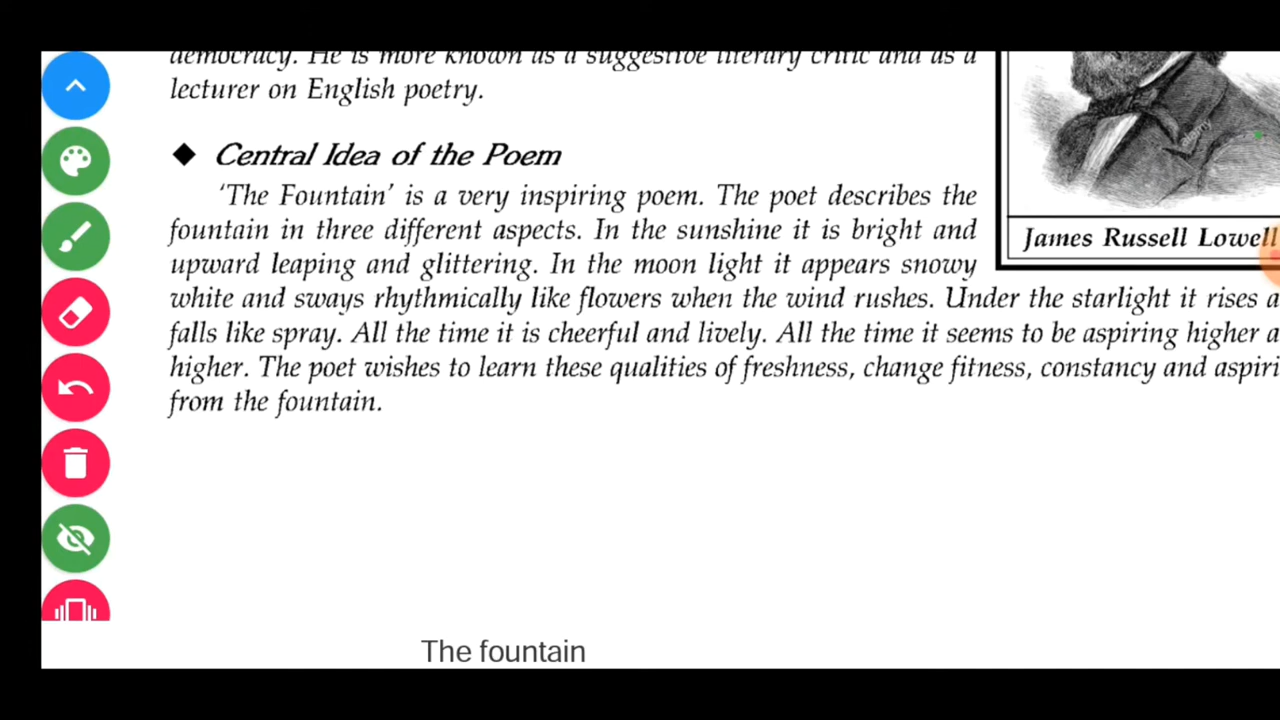 democracy. He is more known as a suggestive literary critic and as a
lecturer on English poetry.
◆ Central Idea of the Poem
‘The Fountain’ is a very inspiring poem. The poet describes the
fountain in three different aspects. In the sunshine it is bright and
upward leaping and glittering. In the moon light it appears snowy
James Russell Lowell
white and sways rhythmically like flowers when the wind rushes. Under the starlight it rises a
falls like spray. All the time it is cheerful and lively. All the time it seems to be aspiring higher a
higher. The poet wishes to learn these qualities of freshness, change fitness, constancy and aspiri
from the fountain.
The fountain